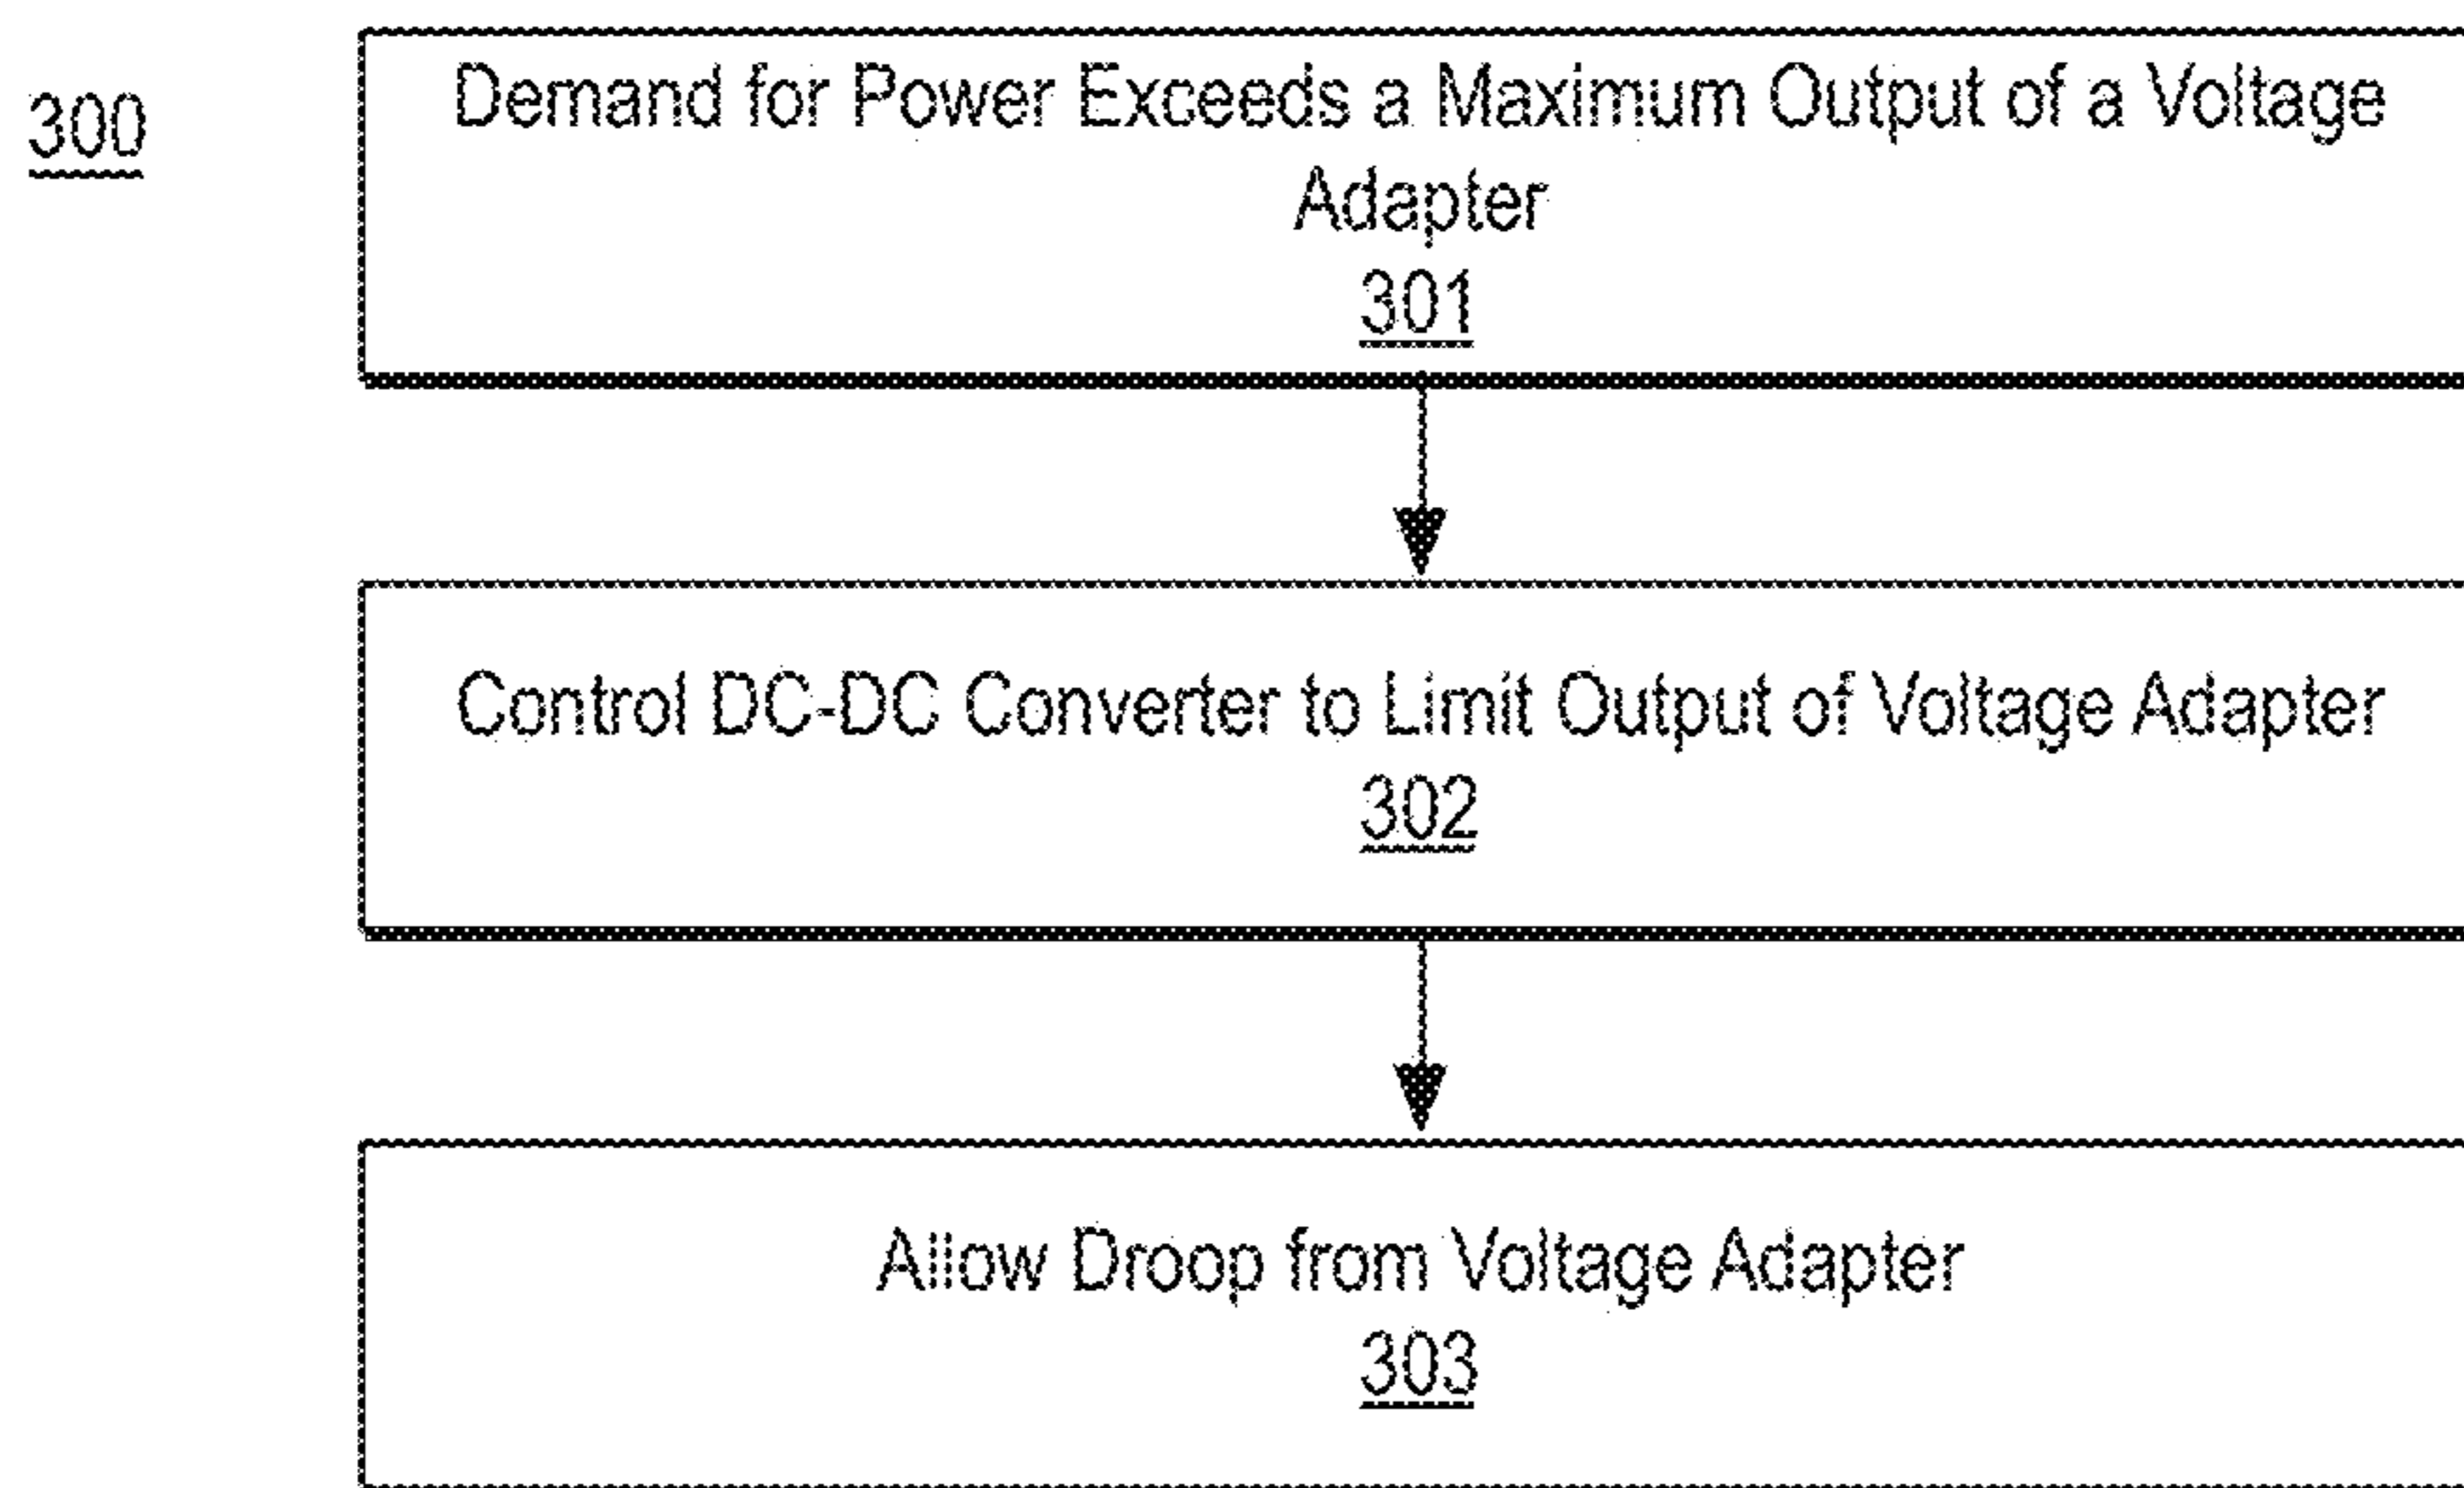 300
Demand for Power Exceeds a Maximum Output of a Voltage
Adapter
301
Control DC-DC Converter to Limit Output of Voltage Adapter
302
Allow Droop from Voltage Adapter
303